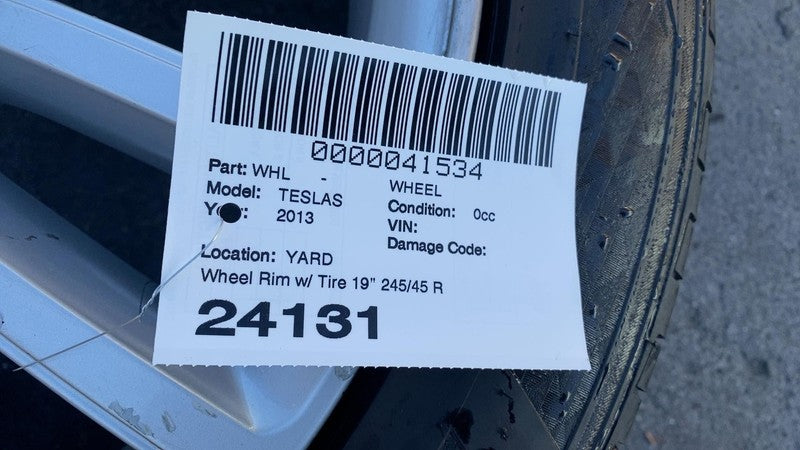 0000041534
Part: WHL - WHEEL
Model: TESLAS Condition: 0cc
2013 VIN:
Damage Code:
Location: YARD
Wheel Rim w/ Tire 19" 245/45 R
24131